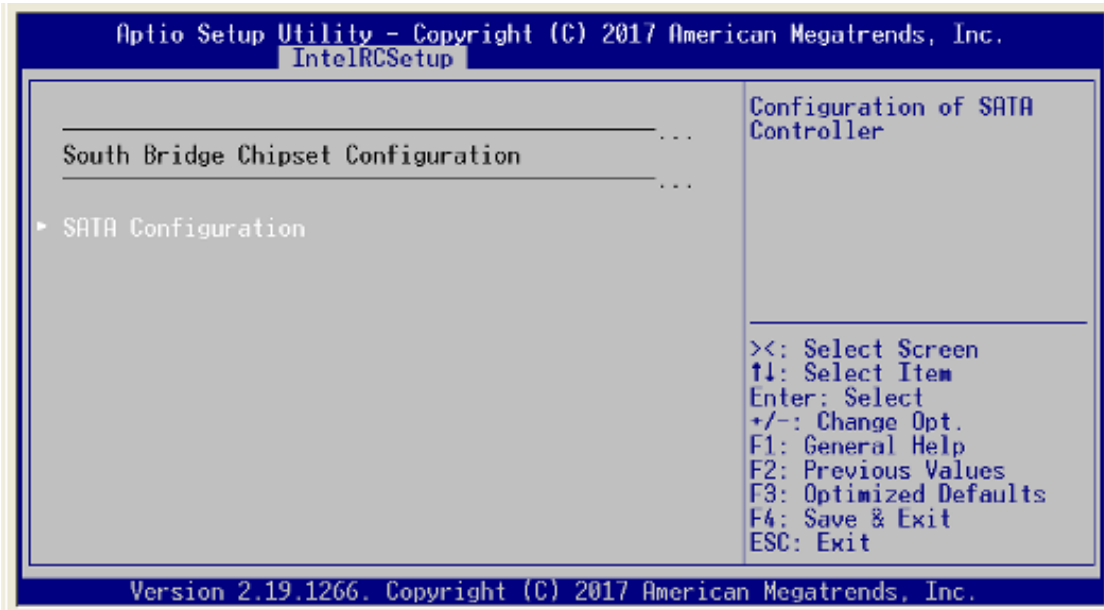 Aptio Setup Utility – Copyright (C) 2017 American Megatrends, Inc.
IntelRCSetup
...
South Bridge Chipset Configuration
...
► SATA Configuration
Configuration of SATA
Controller
><: Select Screen
↑↓: Select Item
Enter: Select
+/-: Change Opt.
F1: General Help
F2: Previous Values
F3: Optimized Defaults
F4: Save & Exit
ESC: Exit
Version 2.19.1266. Copyright (C) 2017 American Megatrends, Inc.